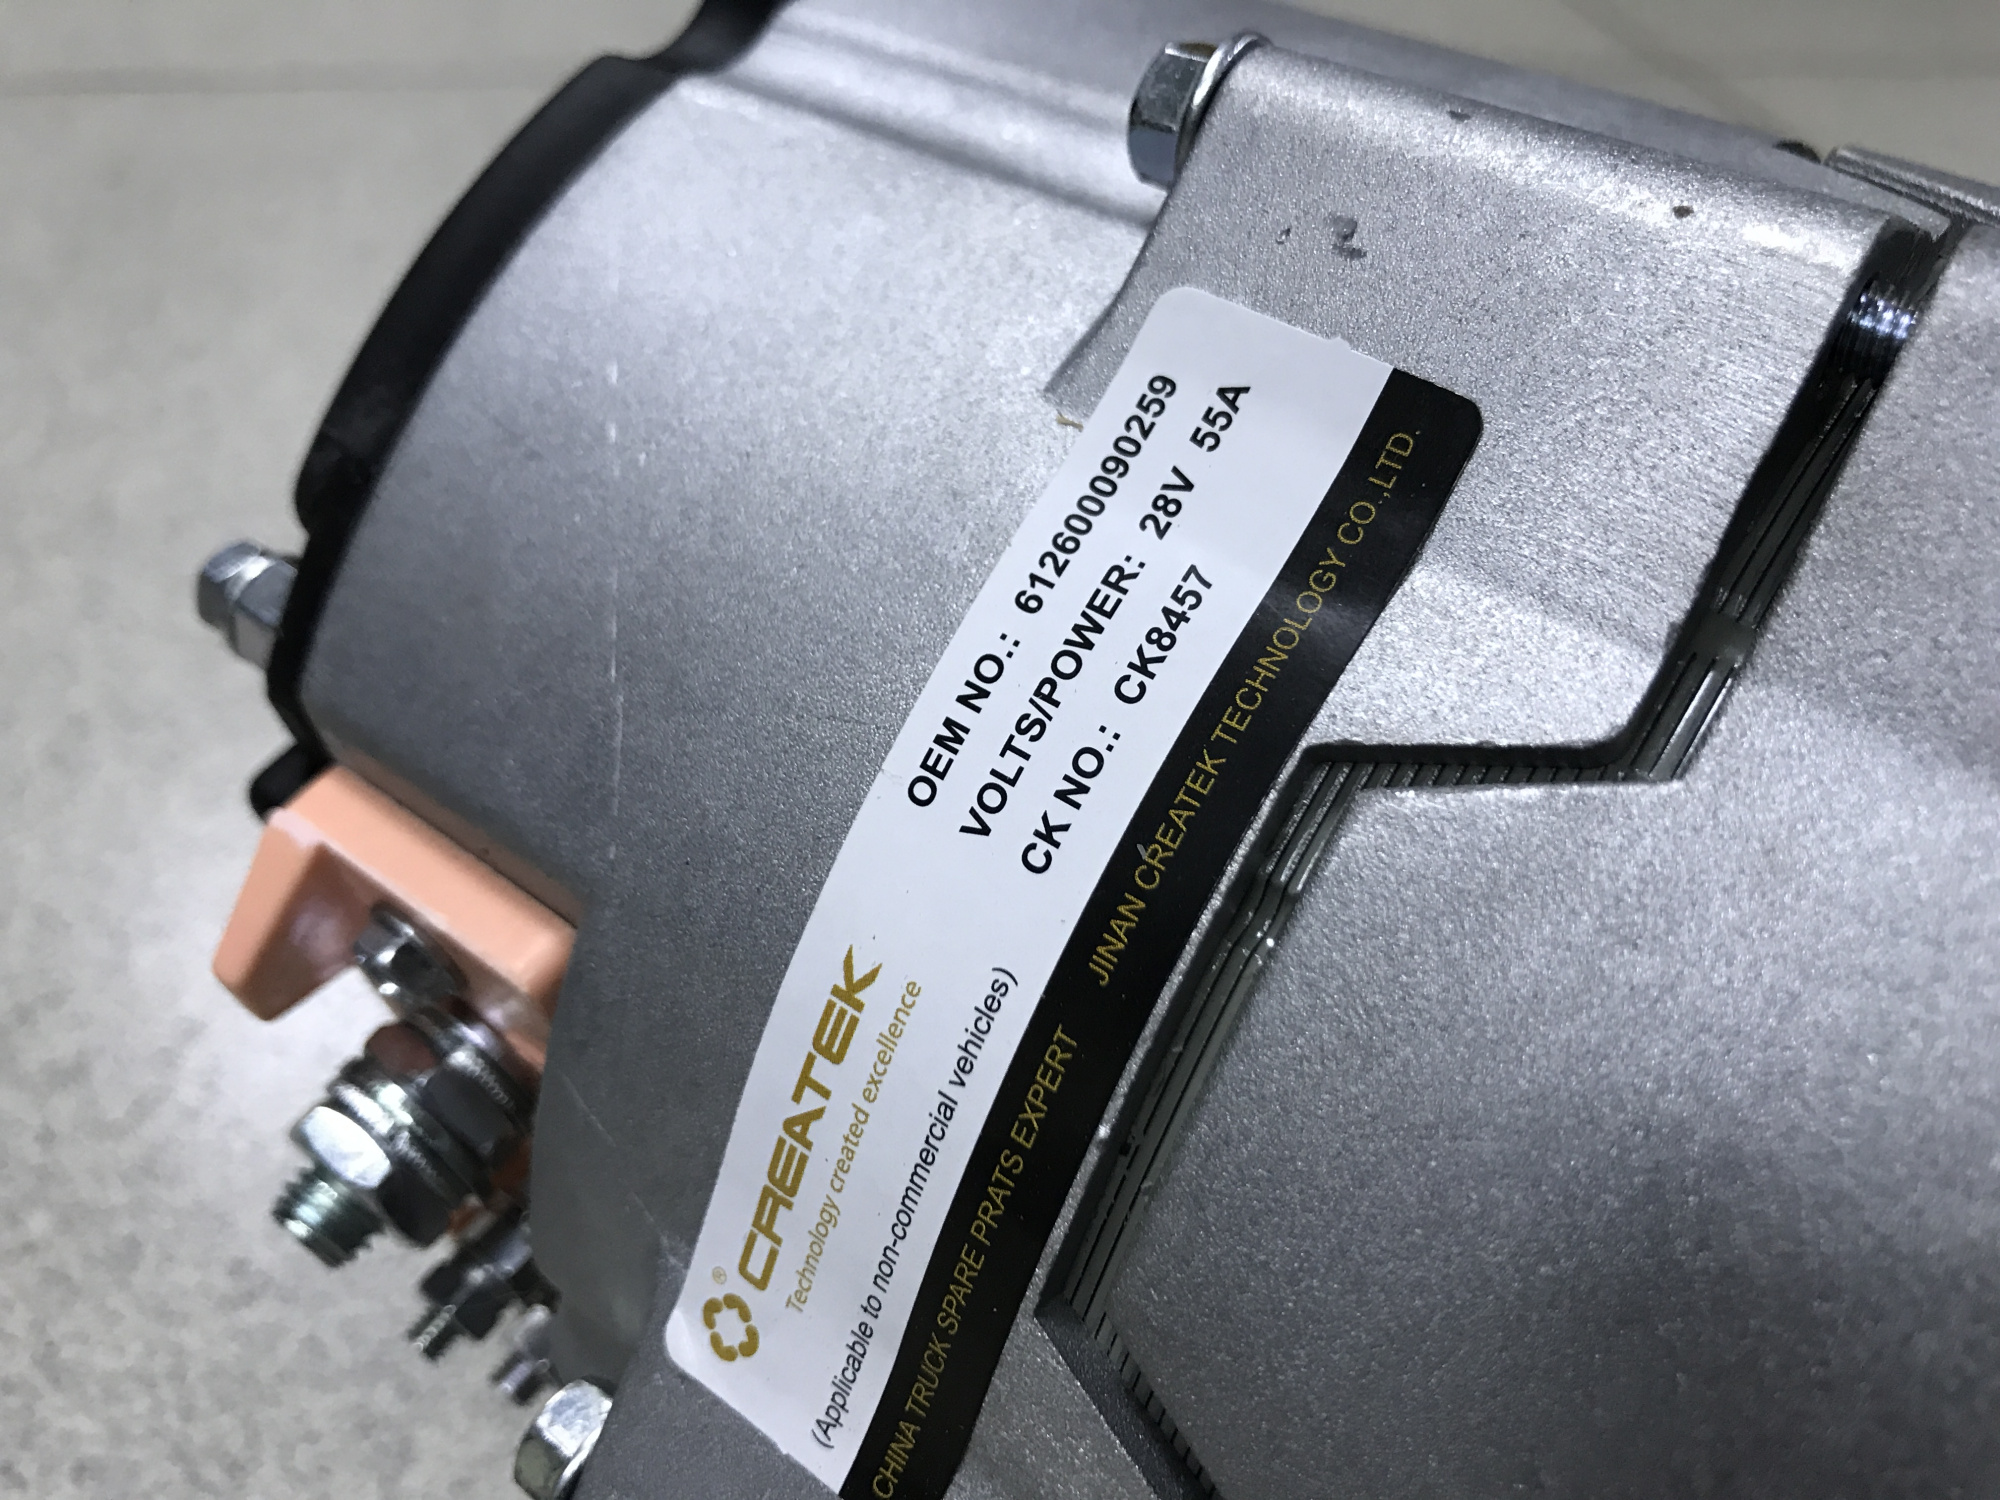 CREATEK®
Technology created excellence
(Applicable to non-commercial vehicles)
OEM NO.: 612600090259
VOLTS/POWER: 28V 55A
CK NO.: CK8457
CHINA TRUCK SPARE PRATS EXPERT JINAN CREATEK TECHNOLOGY CO.,LTD.